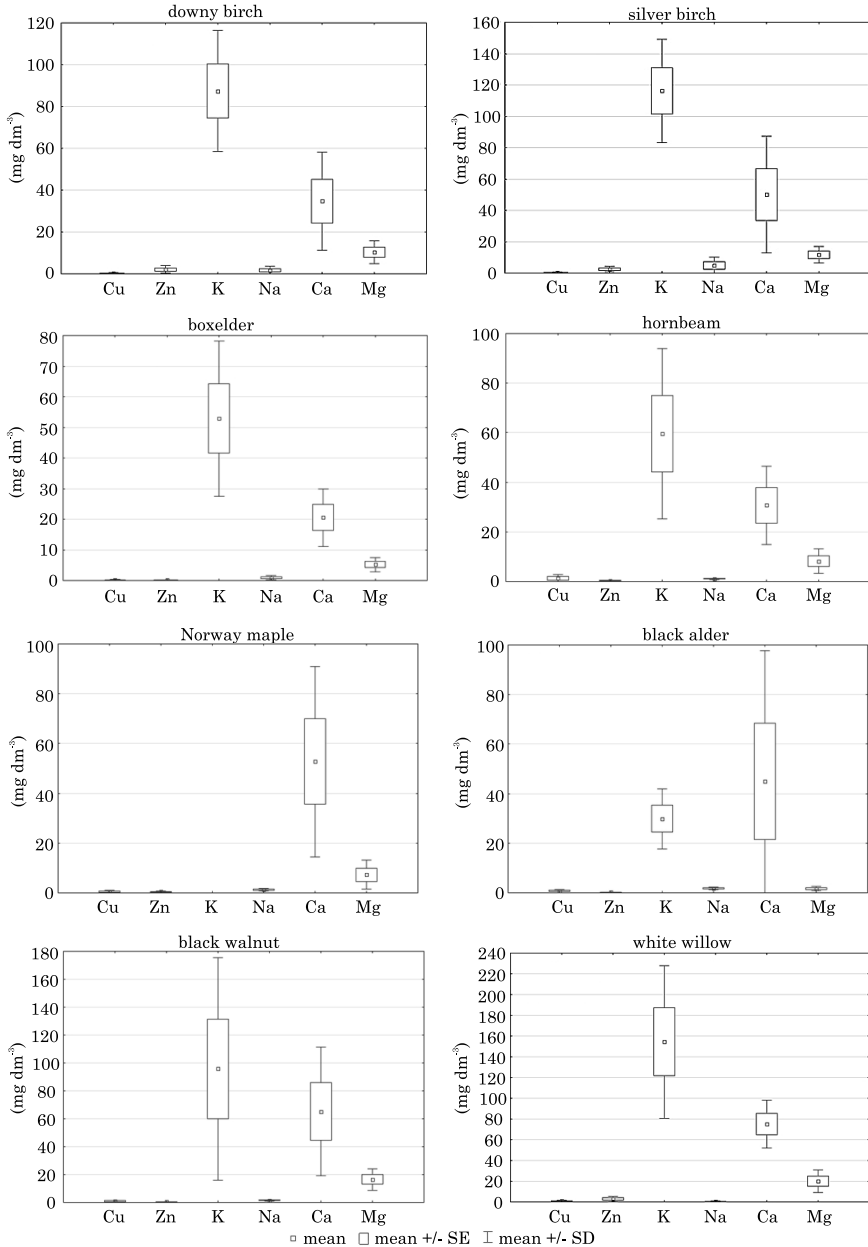 downy birch
120
100
80
60
40
20
0
(mg dm⁻³)
Cu Zn K Na Ca Mg
silver birch
160
140
120
100
80
60
40
20
0
(mg dm⁻³)
Cu Zn K Na Ca Mg
boxelder
80
70
60
50
40
30
20
10
0
(mg dm⁻³)
Cu Zn K Na Ca Mg
hornbeam
100
80
60
40
20
0
(mg dm⁻³)
Cu Zn K Na Ca Mg
Norway maple
100
80
60
40
20
0
(mg dm⁻³)
Cu Zn K Na Ca Mg
black alder
100
80
60
40
20
0
(mg dm⁻³)
Cu Zn K Na Ca Mg
black walnut
180
160
140
120
100
80
60
40
20
0
(mg dm⁻³)
Cu Zn K Na Ca Mg
white willow
240
220
200
180
160
140
120
100
80
60
40
20
0
(mg dm⁻³)
Cu Zn K Na Ca Mg
mean mean +/- SE mean +/- SD